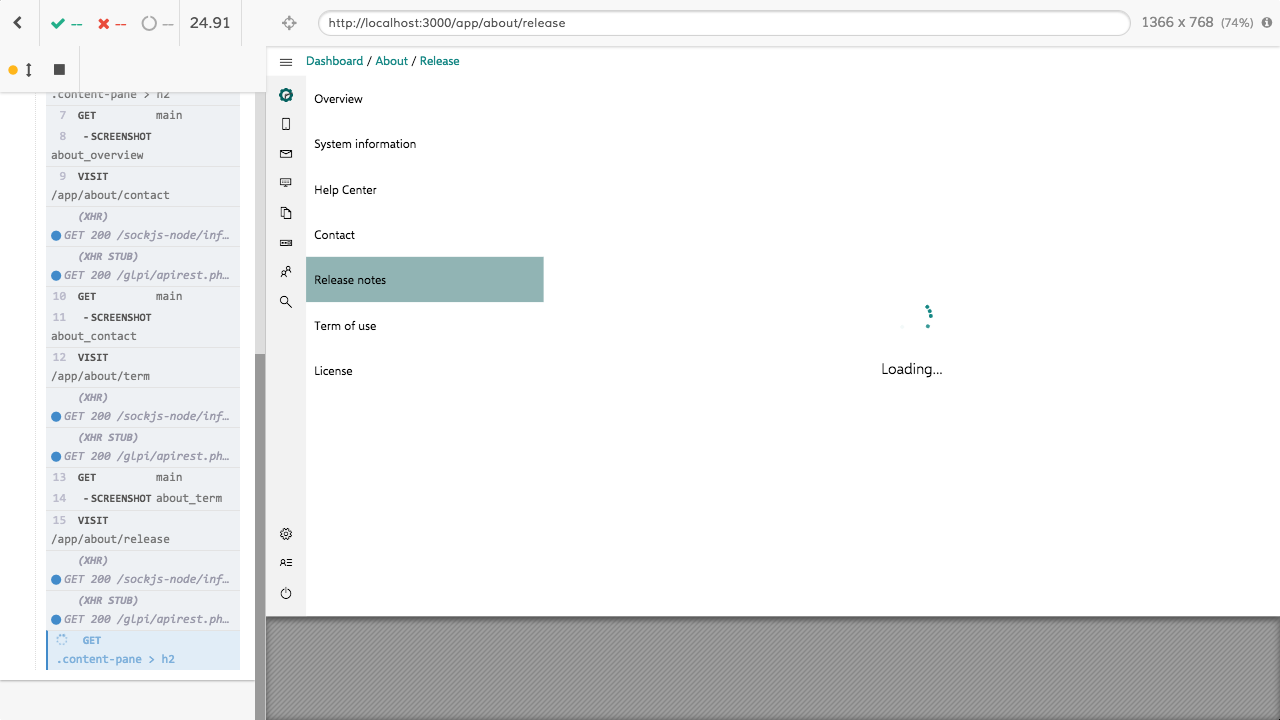 -- -- -- 24.91
http://localhost:3000/app/about/release
1366 x 768 (74%)
.content-pane > h2
7 GET main
8 -SCREENSHOT
about_overview
9 VISIT
/app/about/contact
(XHR)
GET 200 /sockjs-node/inf…
(XHR STUB)
GET 200 /glpi/apirest.ph…
10 GET main
11 -SCREENSHOT
about_contact
12 VISIT
/app/about/term
(XHR)
GET 200 /sockjs-node/inf…
(XHR STUB)
GET 200 /glpi/apirest.ph…
13 GET main
14 -SCREENSHOT about_term
15 VISIT
/app/about/release
(XHR)
GET 200 /sockjs-node/inf…
(XHR STUB)
GET 200 /glpi/apirest.ph…
GET
.content-pane > h2
Dashboard / About / Release
Overview
System information
Help Center
Contact
Release notes
Term of use
License
Loading...